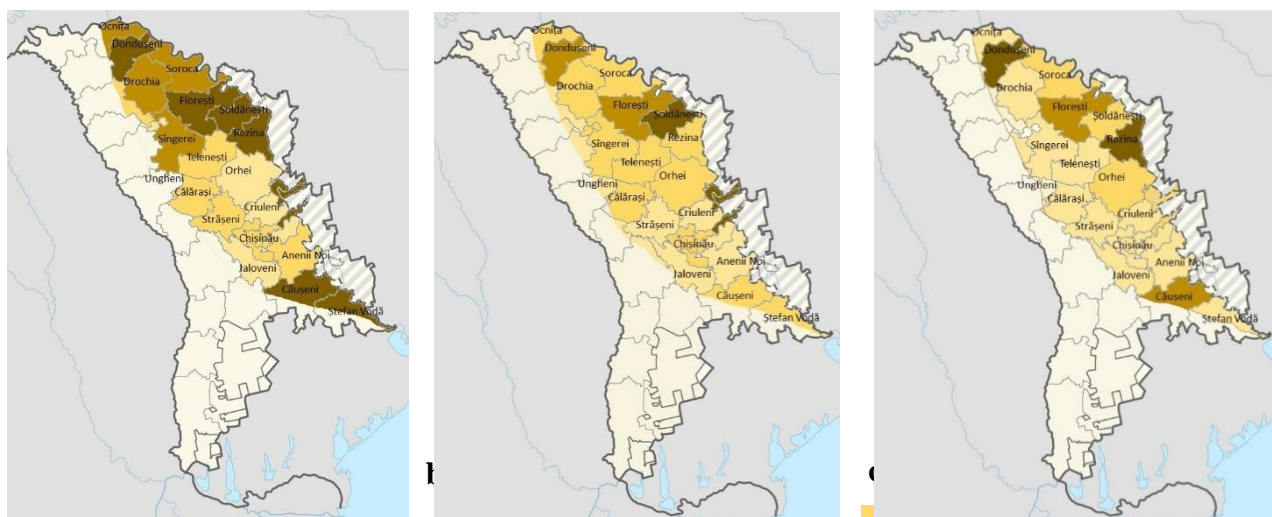 Ocnița
Dondușeni
Soroca
Drochia
Florești
Șoldănești
Rezina
Sîngerei
Telenești
Orhei
Ungheni
Călărași
Criuleni
Strășeni
Chișinău
Anenii Noi
Ialoveni
Căușeni
Ștefan Vodă
Ocnița
Dondușeni
Soroca
Drochia
Florești
Șoldănești
Rezina
Sîngerei
Telenești
Orhei
Ungheni
Călărași
Criuleni
Strășeni
Chișinău
Anenii Noi
Ialoveni
Căușeni
Ștefan Vodă
Ocnița
Dondușeni
Soroca
Drochia
Florești
Șoldănești
Rezina
Sîngerei
Telenești
Orhei
Ungheni
Călărași
Criuleni
Strășeni
Chișinău
Anenii Noi
Ialoveni
Căușeni
Ștefan Vodă